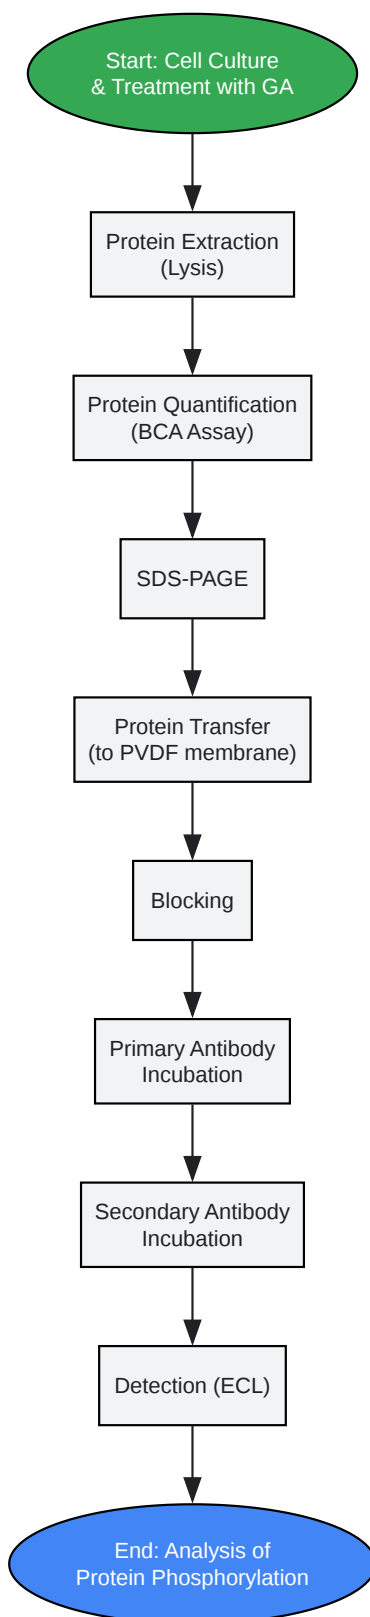 Start: Cell Culture
& Treatment with GA
Protein Extraction
(Lysis)
Protein Quantification
(BCA Assay)
SDS-PAGE
Protein Transfer
(to PVDF membrane)
Blocking
Primary Antibody
Incubation
Secondary Antibody
Incubation
Detection (ECL)
End: Analysis of
Protein Phosphorylation